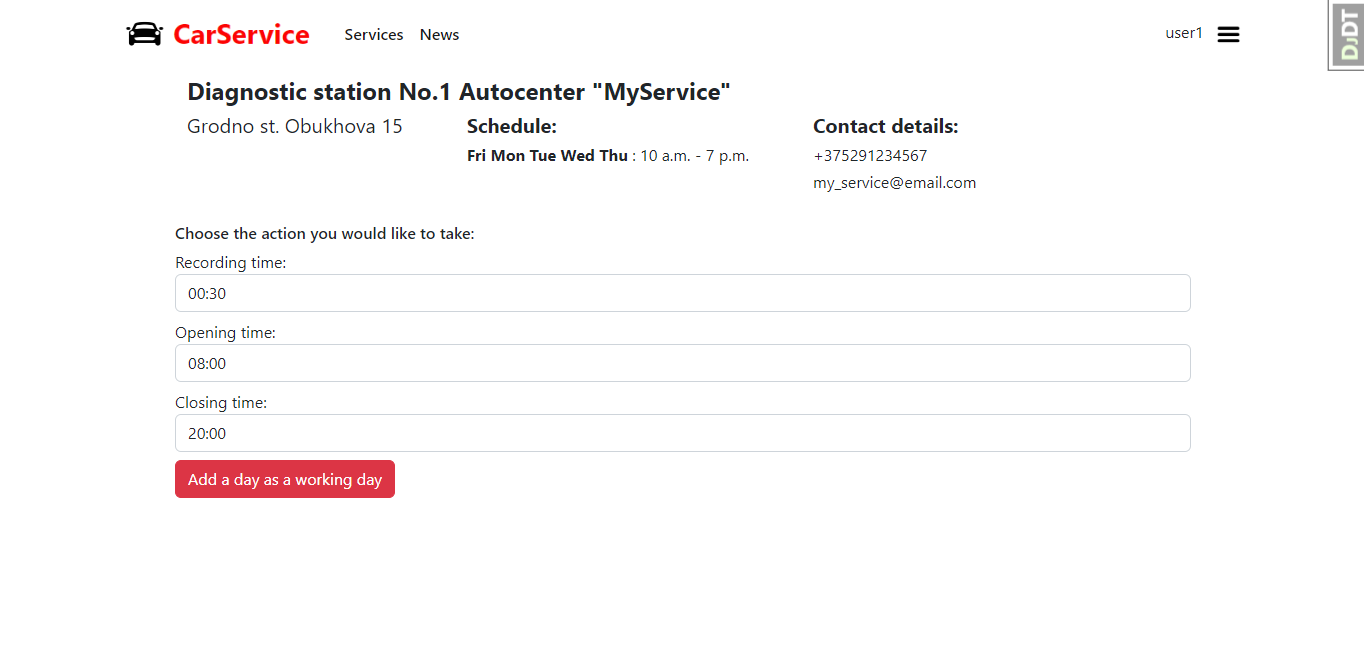 CarService Services News user1
DjDT
Diagnostic station No.1 Autocenter "MyService"
Grodno st. Obukhova 15
Schedule:
Fri Mon Tue Wed Thu : 10 a.m. - 7 p.m.
Contact details:
+375291234567
my_service@email.com
Choose the action you would like to take:
Recording time:
00:30
Opening time:
08:00
Closing time:
20:00
Add a day as a working day